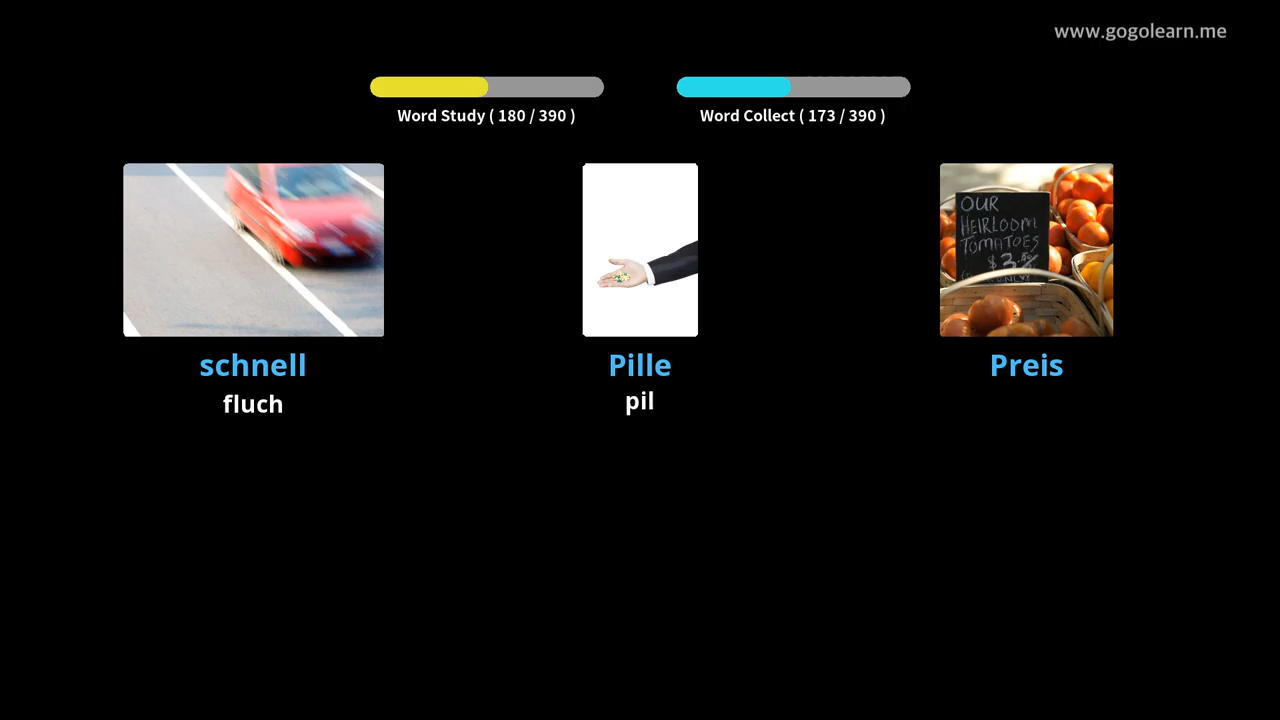 www.gogolearn.me
Word Study ( 180 / 390 )
Word Collect ( 173 / 390 )
OUR
HEIRLOOM
TOMATOES
schnell
Pille
Preis
fluch
pil